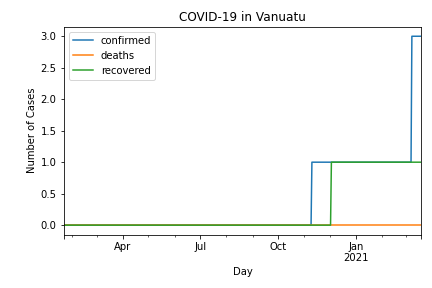 COVID-19 in Vanuatu
confirmed
deaths
recovered
Number of Cases
3.0
2.5
2.0
1.5
1.0
0.5
0.0
Apr
Jul
Oct
Jan
2021
Day